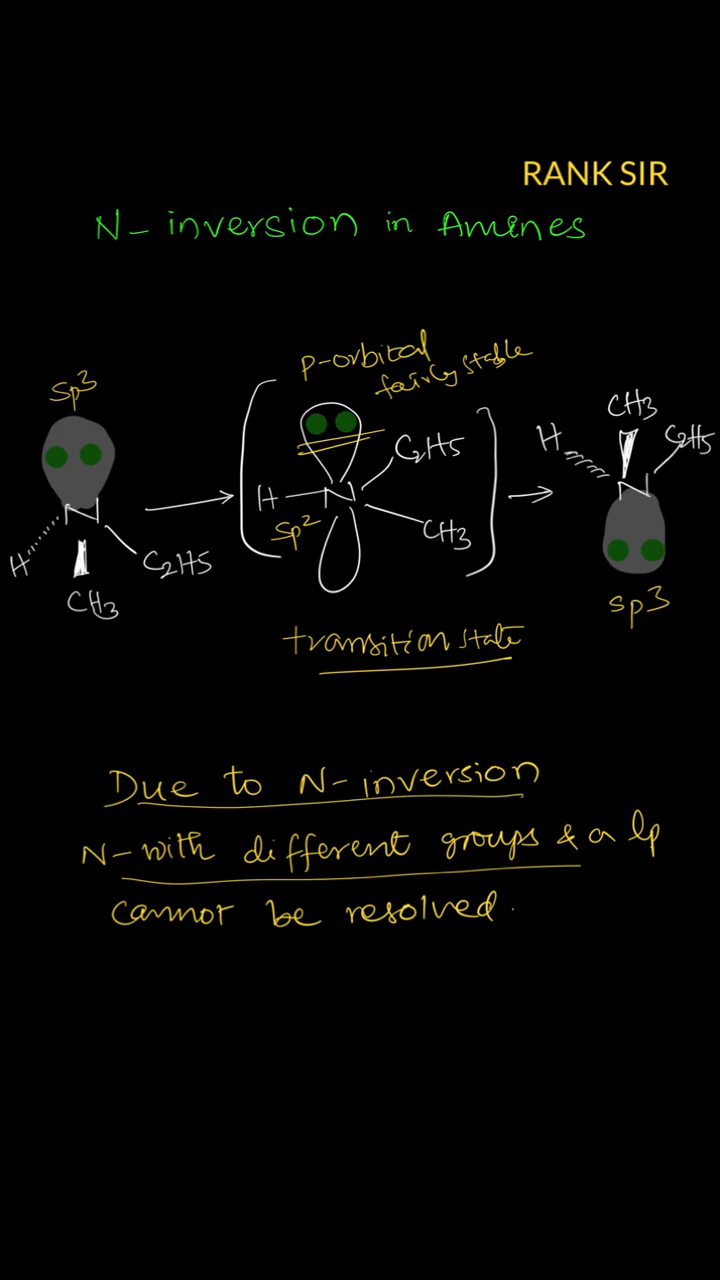 RANK SIR
N- inversion in Amines
p-orbital
fairly stable
sp3
CH3
H
C2H5
C2H5
H
N
N
sp2
CH3
N
H
C2H5
CH3
sp3
transition state
Due to N-inversion
N-with different groups & a lp
cannot be resolved.